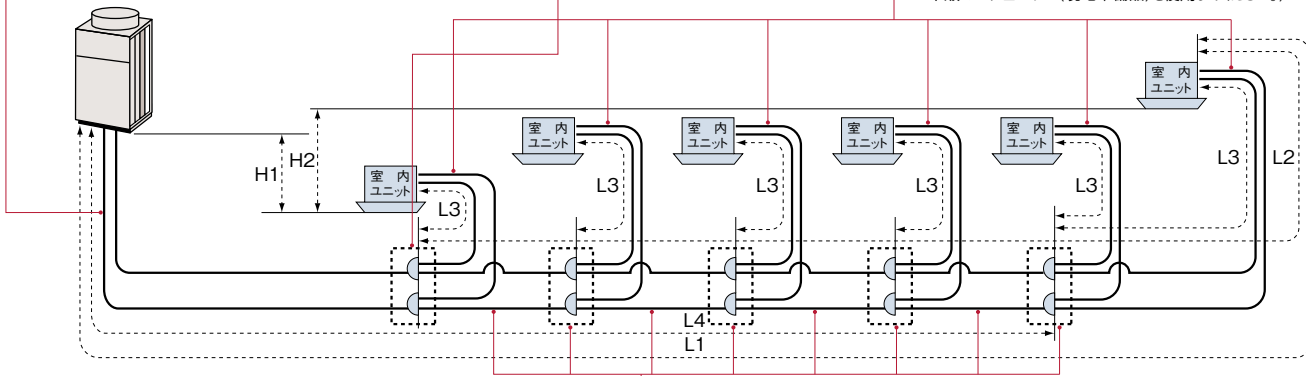 室 内
ユニット
室 内
ユニット
室 内
ユニット
室 内
ユニット
室 内
ユニット
室 内
ユニット
H1
H2
L3
L3
L3
L3
L3
L3
L2
L4
L1